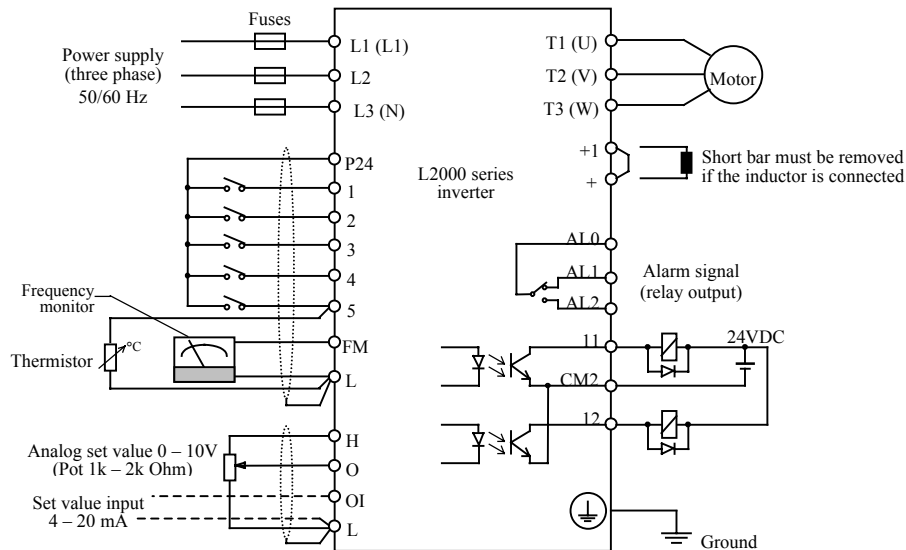 Fuses
Power supply
(three phase)
50/60 Hz
L1 (L1)
L2
L3 (N)
T1 (U)
T2 (V)
T3 (W)
Motor
+1
+
Short bar must be removed
if the inductor is connected
L2000 series
inverter
P24
1
2
3
4
5
AL0
AL1
AL2
Alarm signal
(relay output)
Frequency
monitor
Thermistor
°C
FM
L
11
24VDC
CM2
12
H
O
OI
L
Analog set value 0 – 10V
(Pot 1k – 2k Ohm)
Set value input
4 – 20 mA
Ground